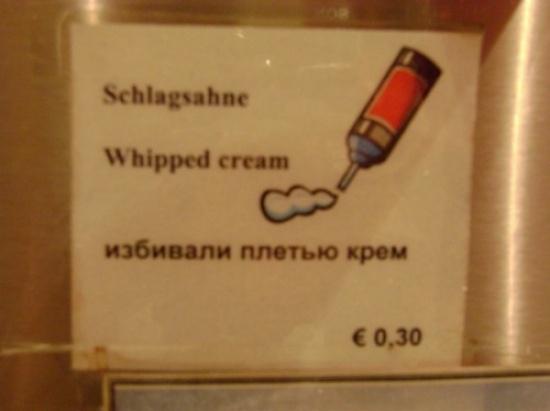 Schlagsahne
Whipped cream
избивали плетью крем
€ 0,30